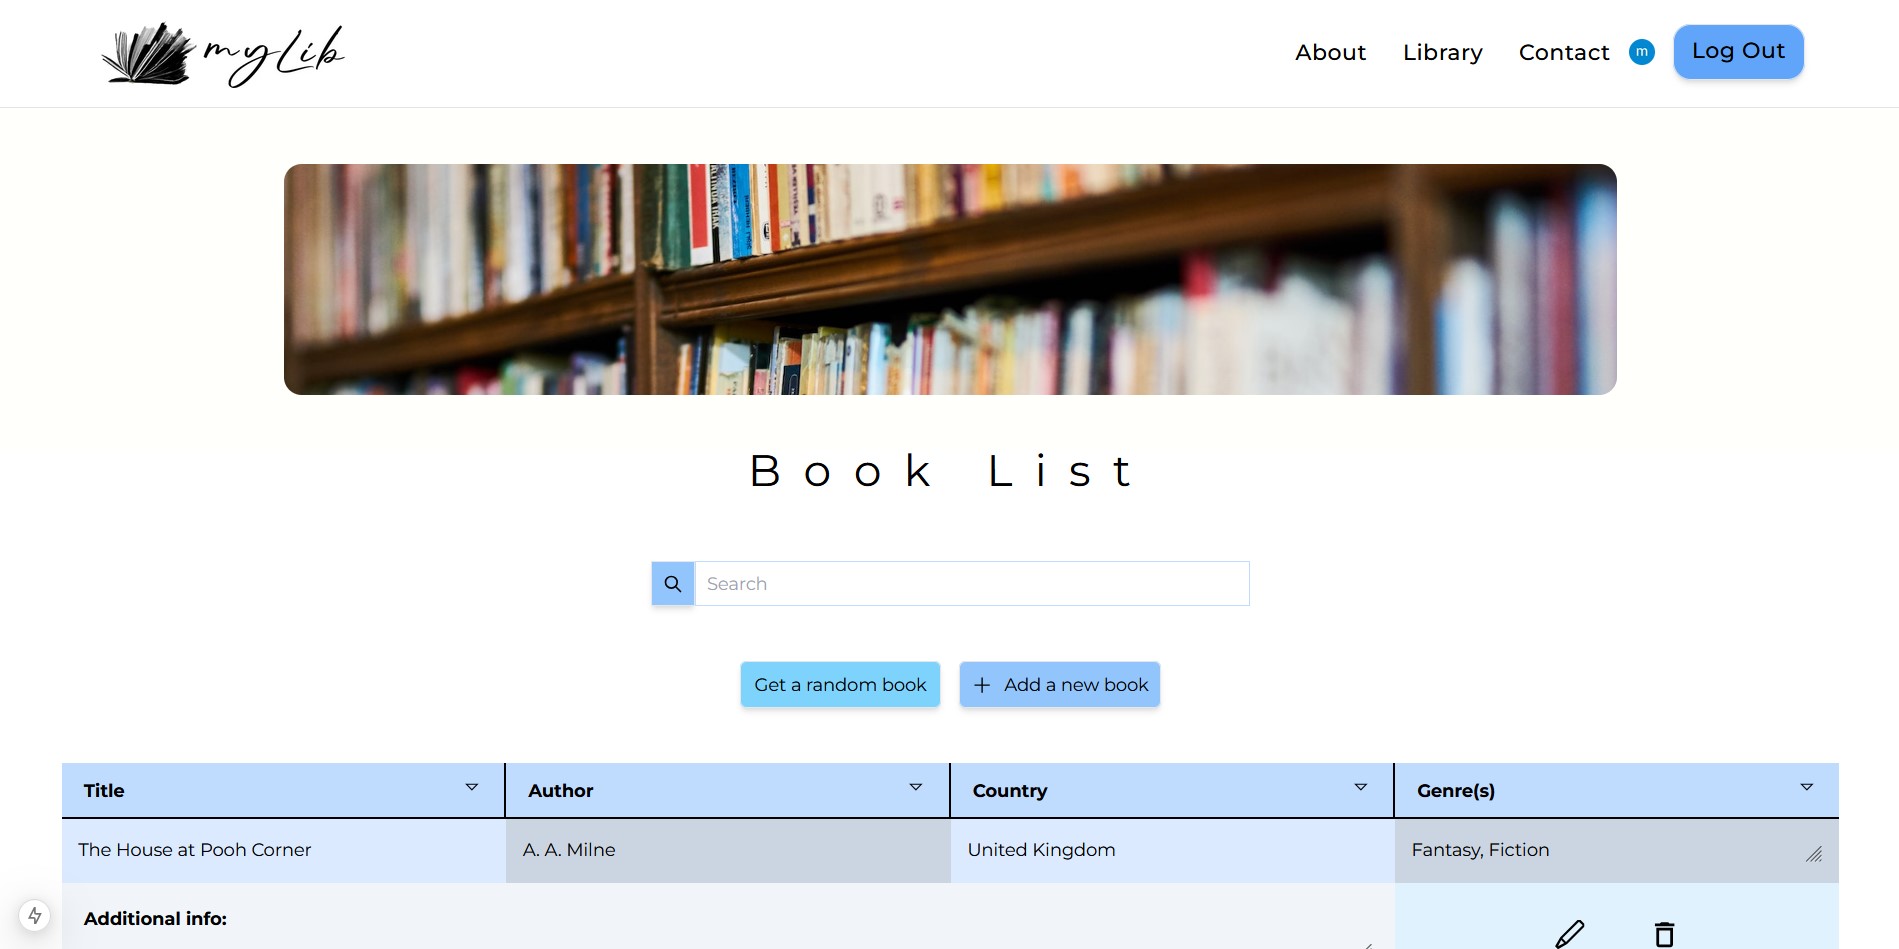 myLib
About Library Contact m Log Out
Book List
Search
Get a random book + Add a new book
Title Author Country Genre(s)
The House at Pooh Corner A. A. Milne United Kingdom Fantasy, Fiction
Additional info: